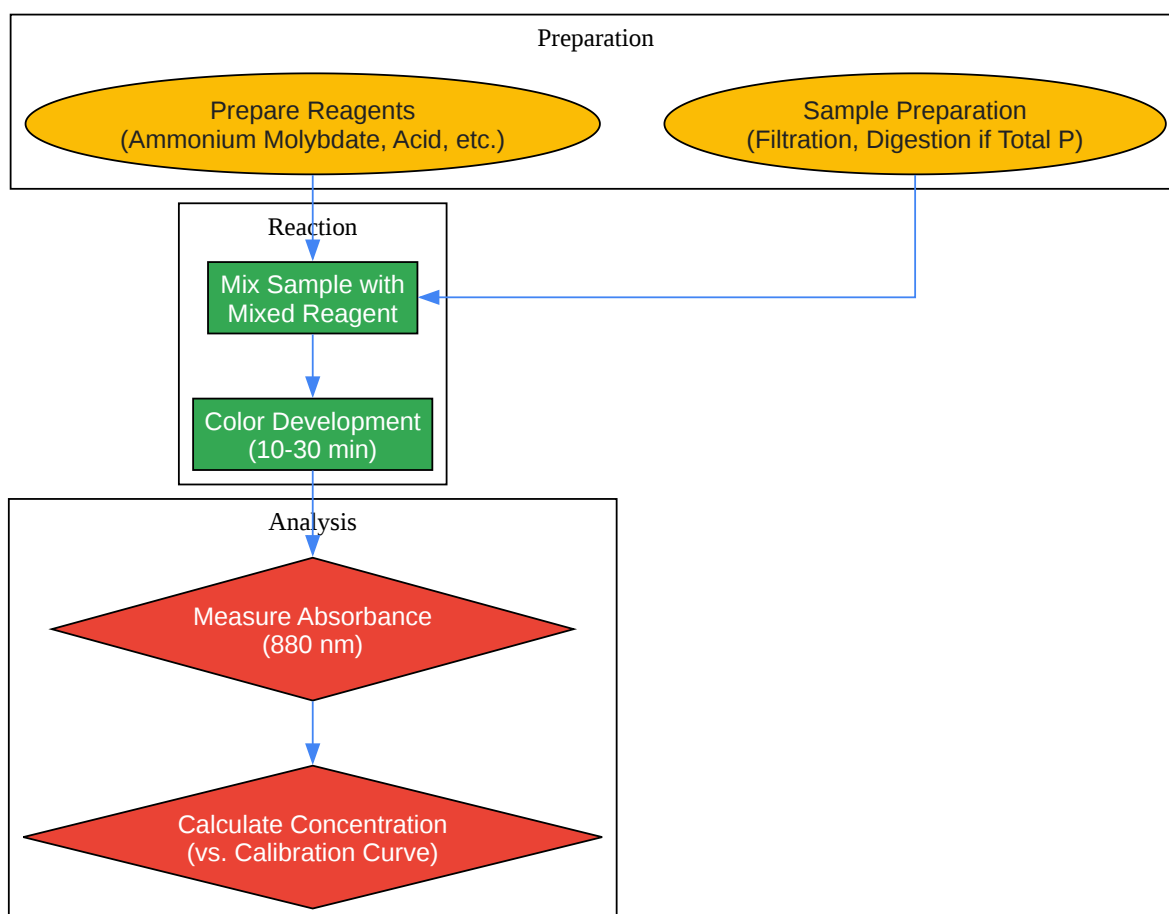 Preparation
Prepare Reagents
(Ammonium Molybdate, Acid, etc.)
Sample Preparation
(Filtration, Digestion if Total P)
Reaction
Mix Sample with
Mixed Reagent
Color Development
(10-30 min)
Analysis
Measure Absorbance
(880 nm)
Calculate Concentration
(vs. Calibration Curve)